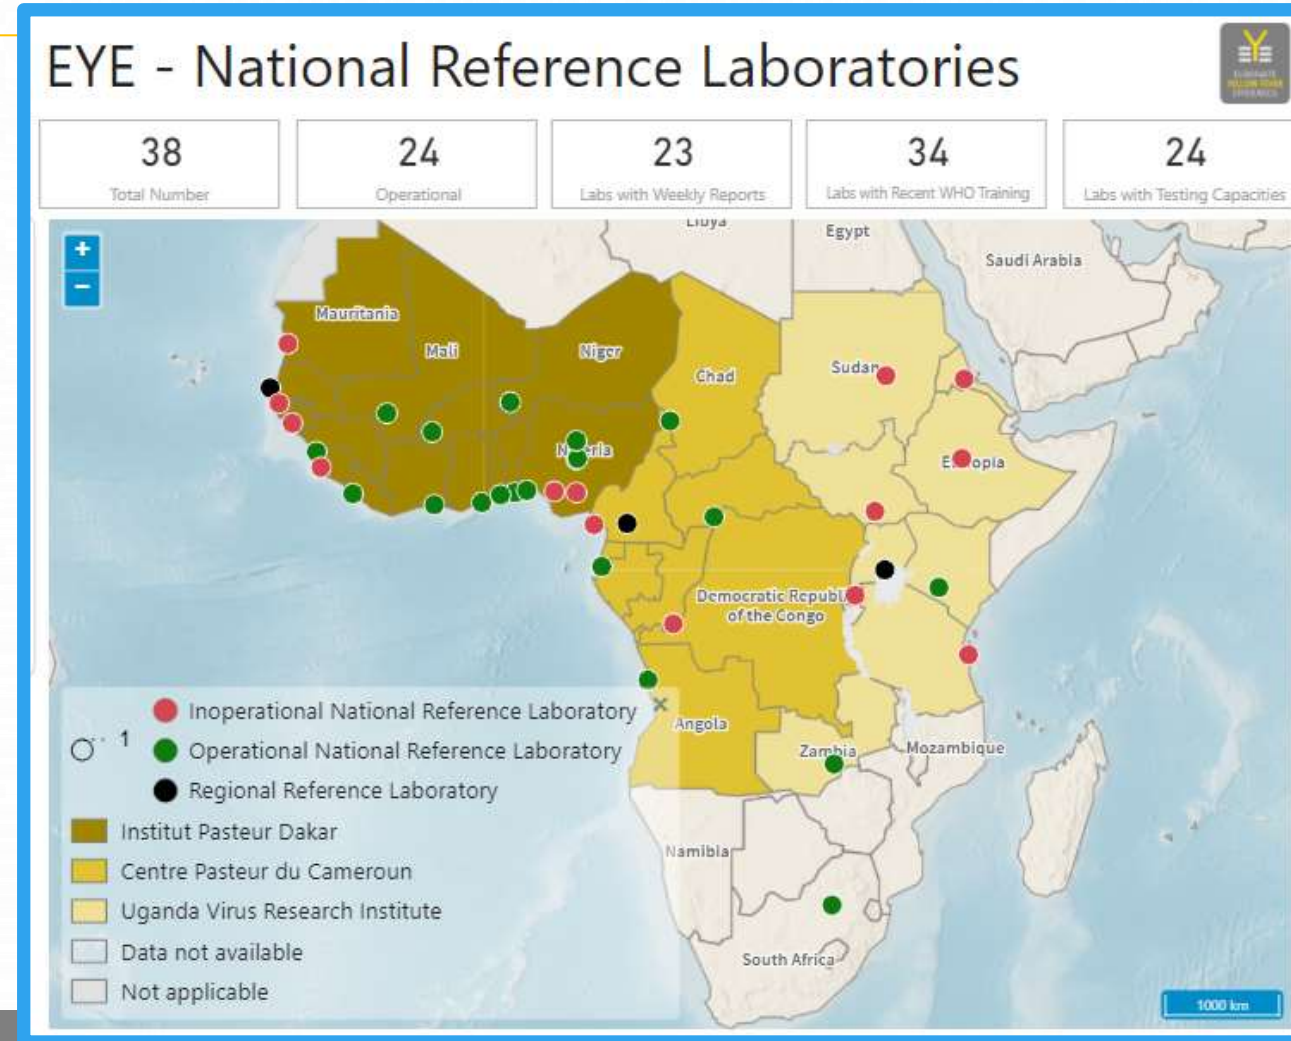 EYE - National Reference Laboratories
38
Total Number
24
Operational
23
Labs with Weekly Reports
34
Labs with Recent WHO Training
24
Labs with Testing Capacities
+
−
Libya
Egypt
Saudi Arabia
Mauritania
Mali
Niger
Chad
Sudan
Democratic Republ
of the Congo
Angola
Zambia
Mozambique
Namibia
South Africa
1
Inoperational National Reference Laboratory
Operational National Reference Laboratory
Regional Reference Laboratory
Institut Pasteur Dakar
Centre Pasteur du Cameroun
Uganda Virus Research Institute
Data not available
Not applicable
1000 km